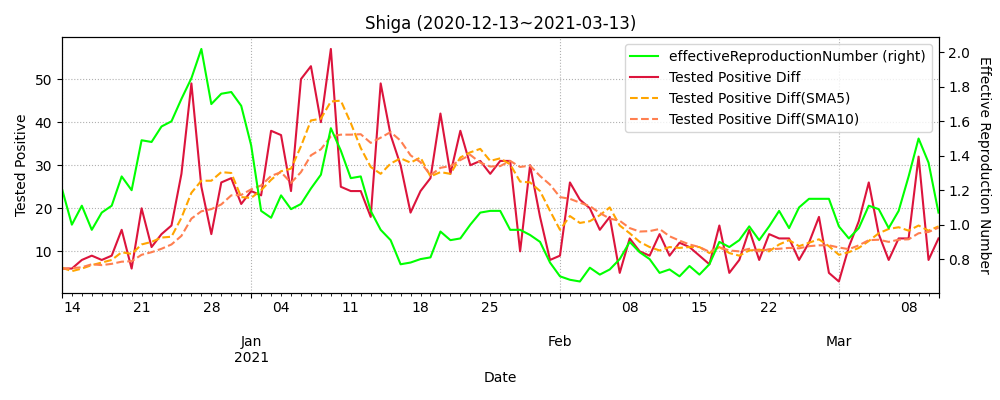 Shiga (2020-12-13~2021-03-13)
effectiveReproductionNumber (right)
Tested Positive Diff
Tested Positive Diff(SMA5)
Tested Positive Diff(SMA10)
Tested Positive
50
40
30
20
10
2.0
1.8
1.6
1.4
1.2
1.0
0.8
Effective Reproduction Number
14 21 28 04 11 18 25 08 15 22 08
Jan Feb Mar
2021
Date